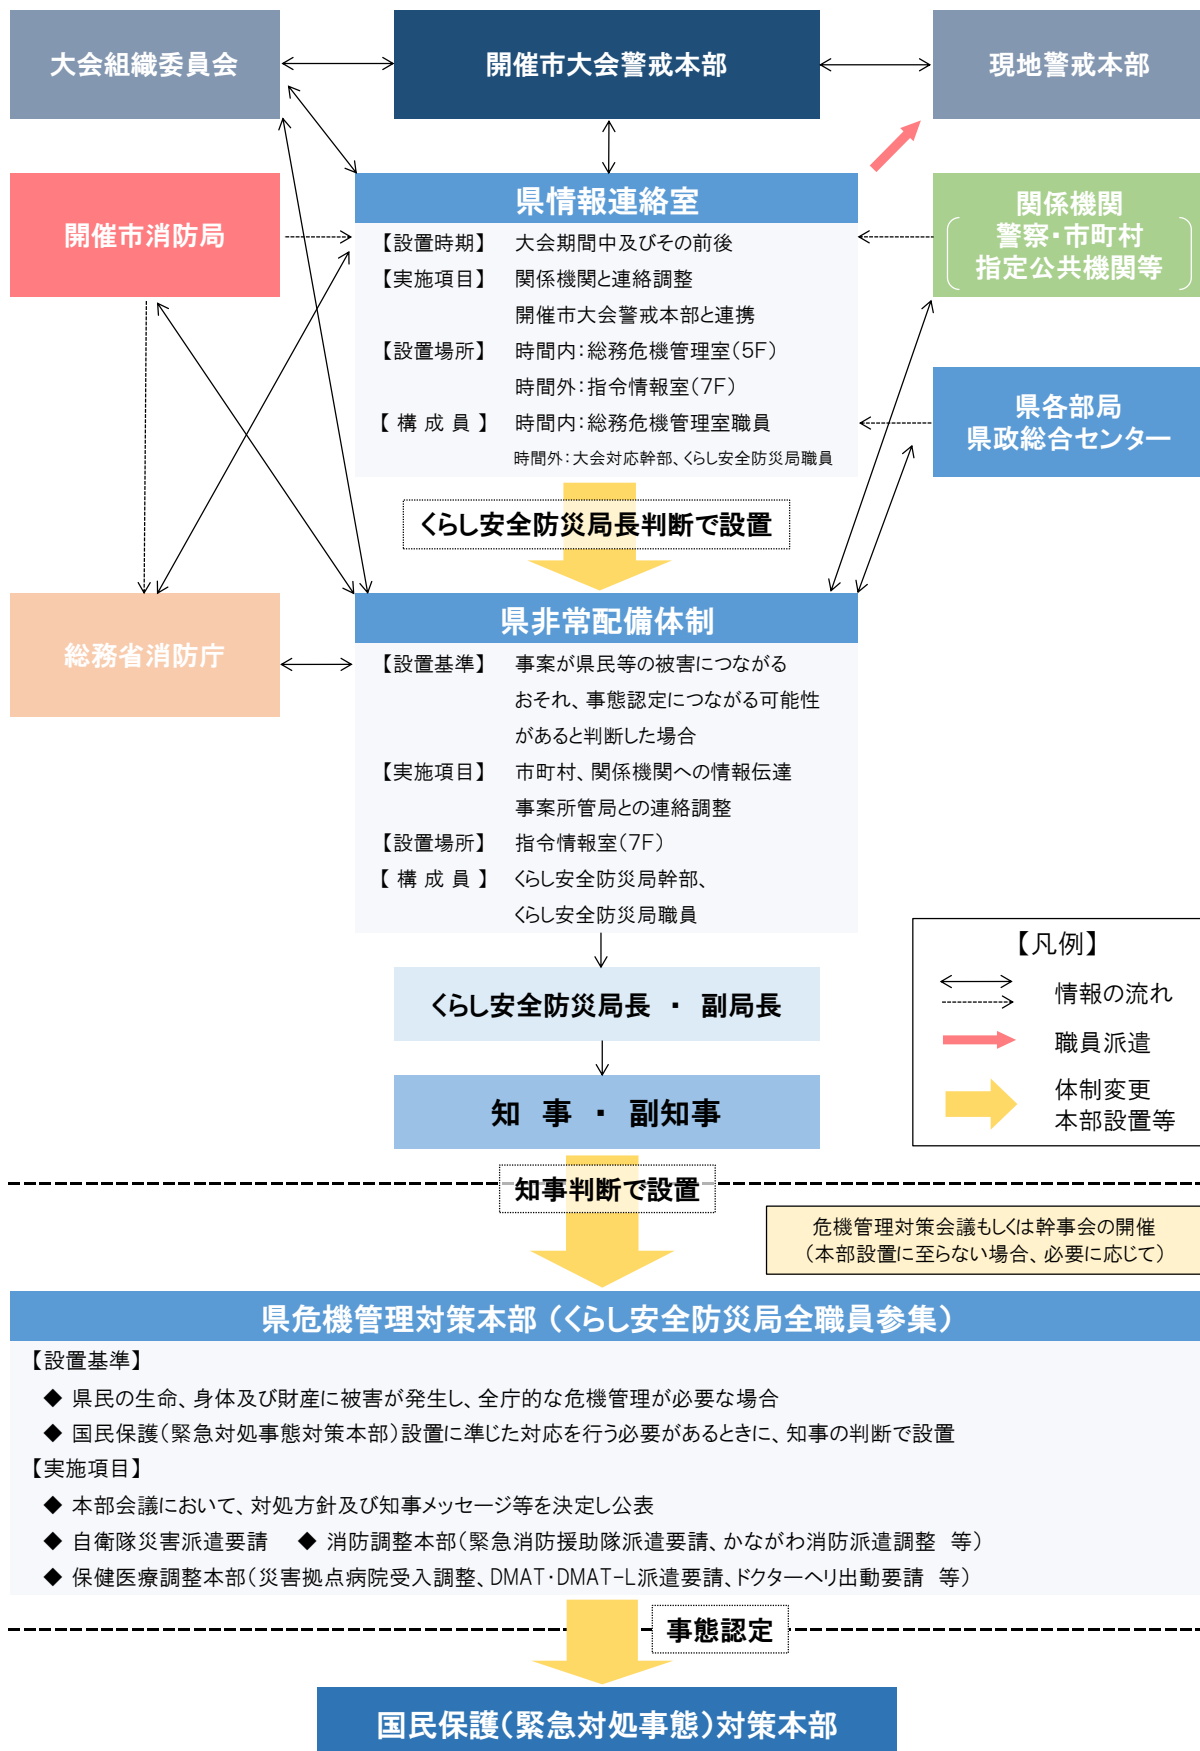 大会組織委員会
開催市大会警戒本部
現地警戒本部
開催市消防局
県情報連絡室
【設置時期】 大会期間中及びその前後
【実施項目】 関係機関と連絡調整
開催市大会警戒本部と連携
【設置場所】 時間内:総務危機管理室(5F)
時間外:指令情報室(7F)
【 構 成 員 】 時間内:総務危機管理室職員
時間外:大会対応幹部、くらし安全防災局職員
関係機関
警察・市町村
指定公共機関等
県各部局
県政総合センター
くらし安全防災局長判断で設置
総務省消防庁
県非常配備体制
【設置基準】 事案が県民等の被害につながる
おそれ、事態認定につながる可能性
があると判断した場合
【実施項目】 市町村、関係機関への情報伝達
事案所管局との連絡調整
【設置場所】 指令情報室(7F)
【 構 成 員 】 くらし安全防災局幹部、
くらし安全防災局職員
くらし安全防災局長 ・ 副局長
知 事 ・ 副知事
【凡例】
情報の流れ
職員派遣
体制変更
本部設置等
知事判断で設置
危機管理対策会議もしくは幹事会の開催
(本部設置に至らない場合、必要に応じて)
県危機管理対策本部(くらし安全防災局全職員参集)
【設置基準】
◆ 県民の生命、身体及び財産に被害が発生し、全庁的な危機管理が必要な場合
◆ 国民保護(緊急対処事態対策本部)設置に準じた対応を行う必要があるときに、知事の判断で設置
【実施項目】
◆ 本部会議において、対処方針及び知事メッセージ等を決定し公表
◆ 自衛隊災害派遣要請 ◆ 消防調整本部(緊急消防援助隊派遣要請、かながわ消防派遣調整 等)
◆ 保健医療調整本部(災害拠点病院受入調整、DMAT・DMAT-L派遣要請、ドクターヘリ出動要請 等)
事態認定
国民保護(緊急対処事態)対策本部